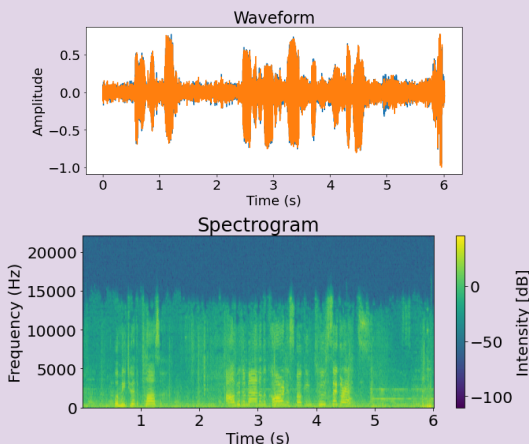 Waveform
0.5
0.0
−0.5
−1.0
Amplitude
0 1 2 3 4 5 6
Time (s)
Spectrogram
20000
15000
10000
5000
0
Frequency (Hz)
1 2 3 4 5 6
Time (s)
0
−50
−100
Intensity [dB]